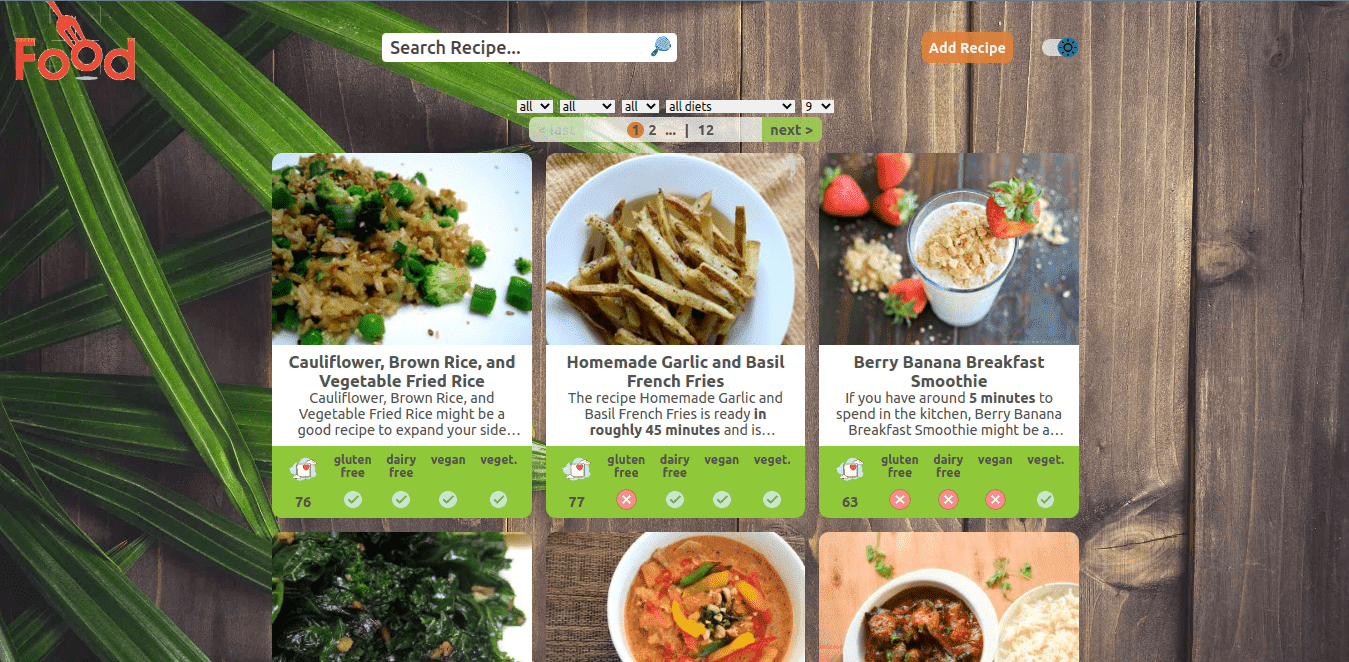 Food
Search Recipe...
Add Recipe
all all all all diets 9
< last 1 2 ... | 12 next >
Cauliflower, Brown Rice, and
Vegetable Fried Rice
Cauliflower, Brown Rice, and
Vegetable Fried Rice might be a
good recipe to expand your side…
gluten free dairy free vegan veget.
76
Homemade Garlic and Basil
French Fries
The recipe Homemade Garlic and
Basil French Fries is ready in
roughly 45 minutes and is…
gluten free dairy free vegan veget.
77
Berry Banana Breakfast
Smoothie
If you have around 5 minutes to
spend in the kitchen, Berry Banana
Breakfast Smoothie might be a…
gluten free dairy free vegan veget.
63